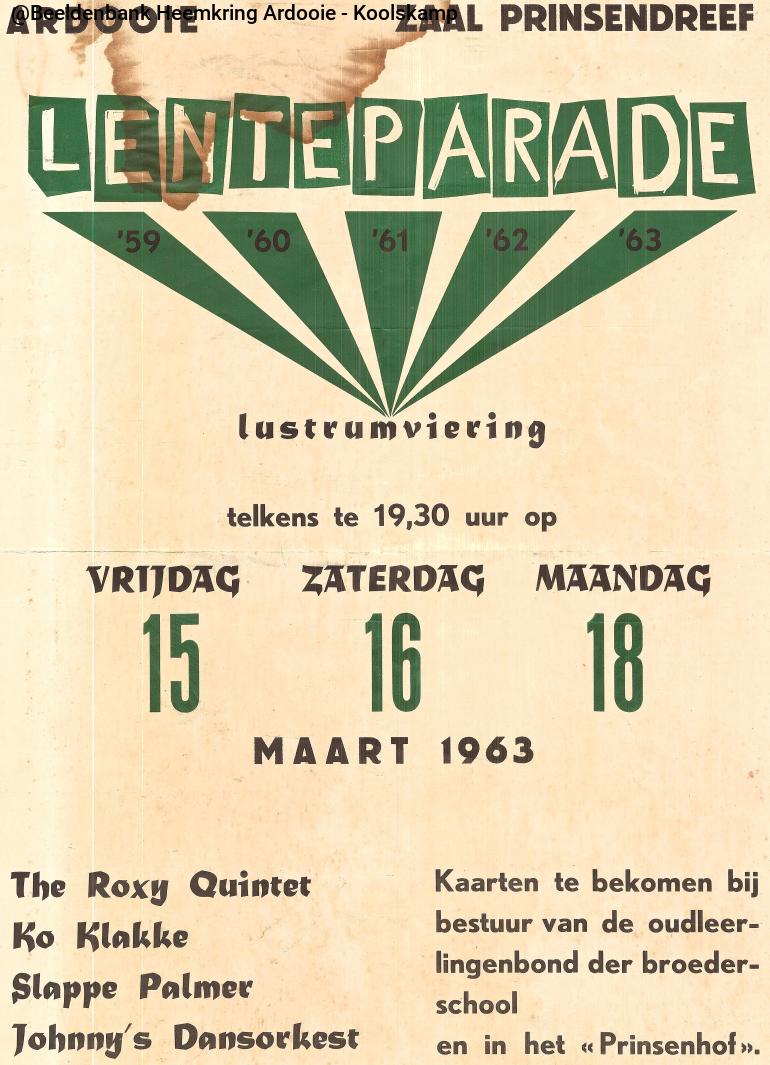 @Beeldenbank Heemkring Ardooie - Koolskamp
ARDOOIE ZAAL PRINSENDREEF
LENTEPARADE
'59 '60 '61 '62 '63
lustrumviering
telkens te 19,30 uur op
VRIJDAG ZATERDAG MAANDAG
15 16 18
MAART 1963
The Roxy Quintet
Ko Klakke
Slappe Palmer
Johnny's Dansorkest
Kaarten te bekomen bij
bestuur van de oudleer-
lingenbond der broeder-
school
en in het «Prinsenhof».